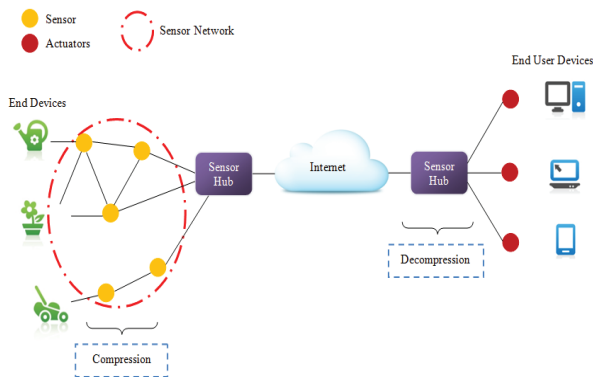 Sensor
Actuators
Sensor Network
End Devices
End User Devices
Sensor
Hub
Internet
Sensor
Hub
Decompression
Compression